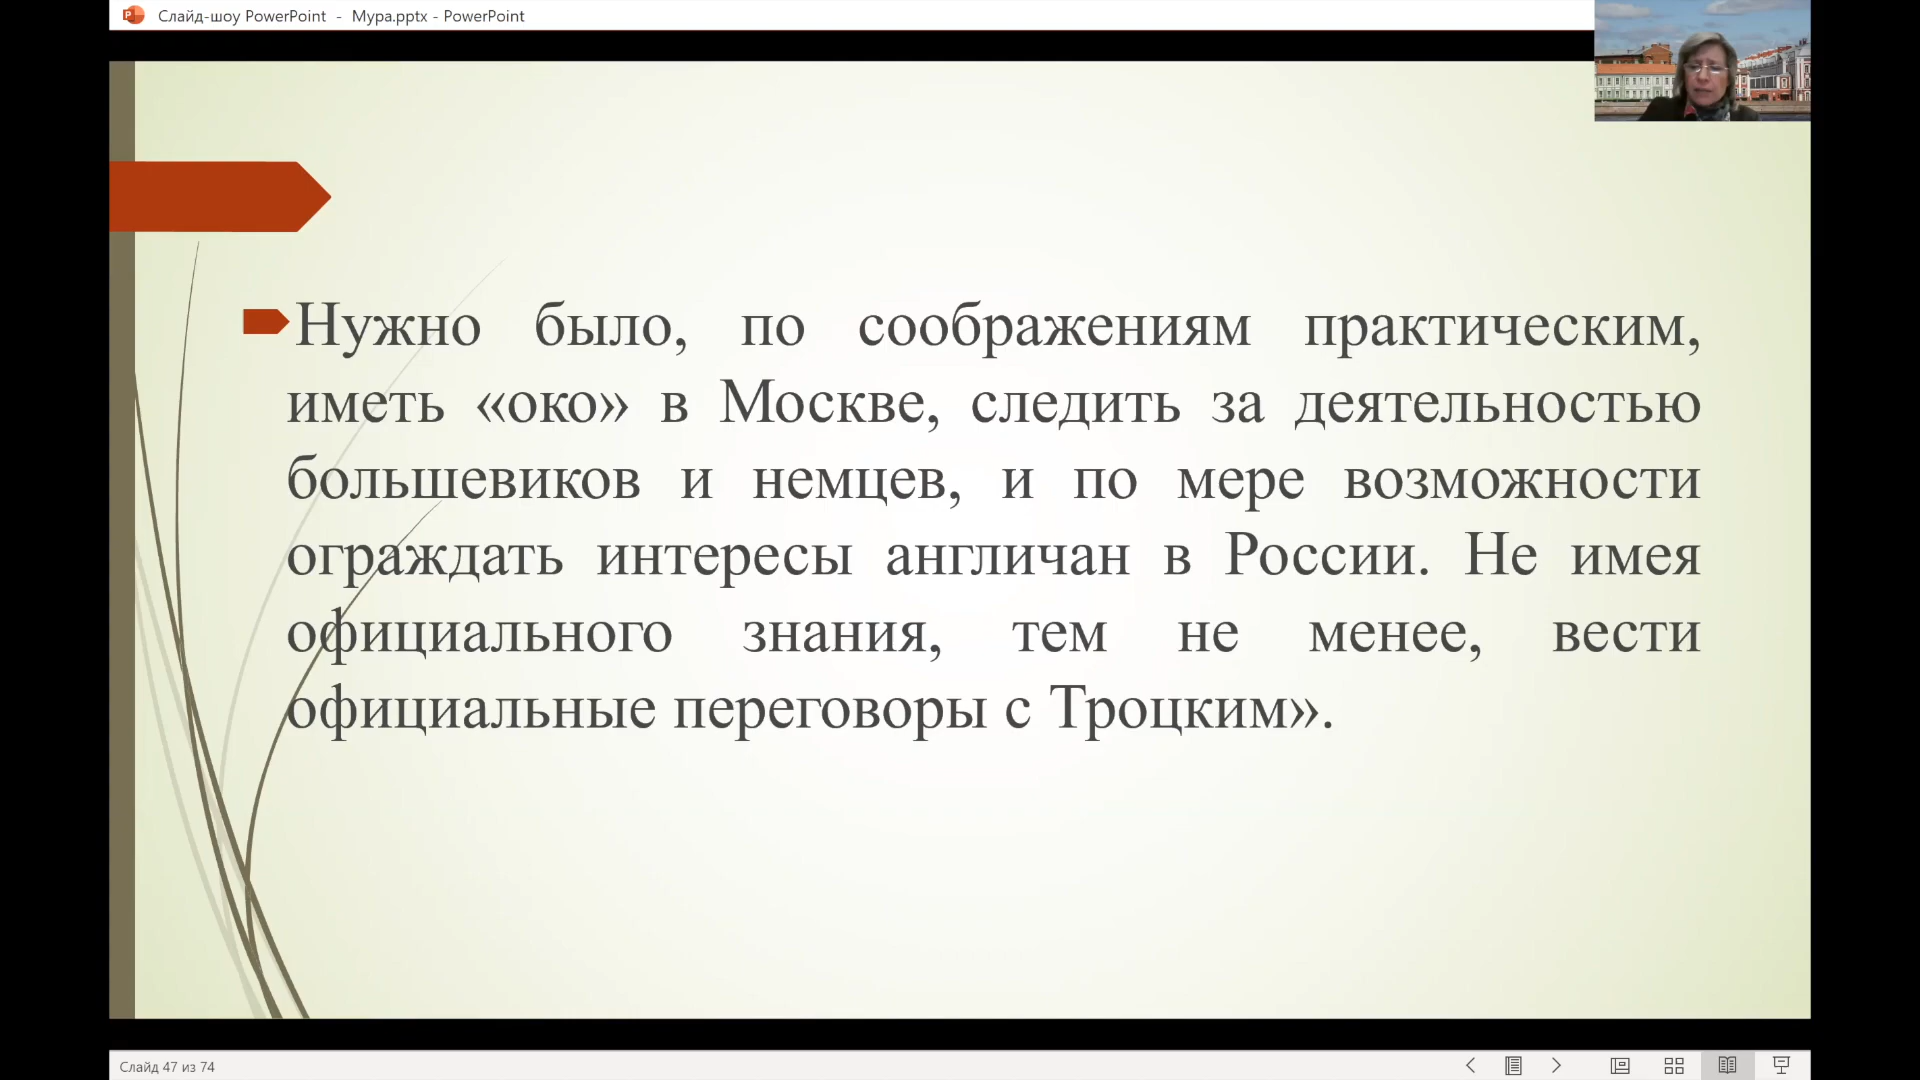 Слайд-шоу PowerPoint - Мура.pptx - PowerPoint
Нужно было, по соображениям практическим,
иметь «око» в Москве, следить за деятельностью
большевиков и немцев, и по мере возможности
ограждать интересы англичан в России. Не имея
официального знания, тем не менее, вести
официальные переговоры с Троцким».
Слайд 47 из 74